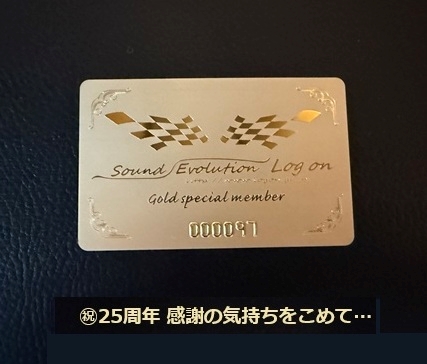 Sound Evolution Log on
Gold special member
000097
㊗25周年 感謝の気持ちをこめて…